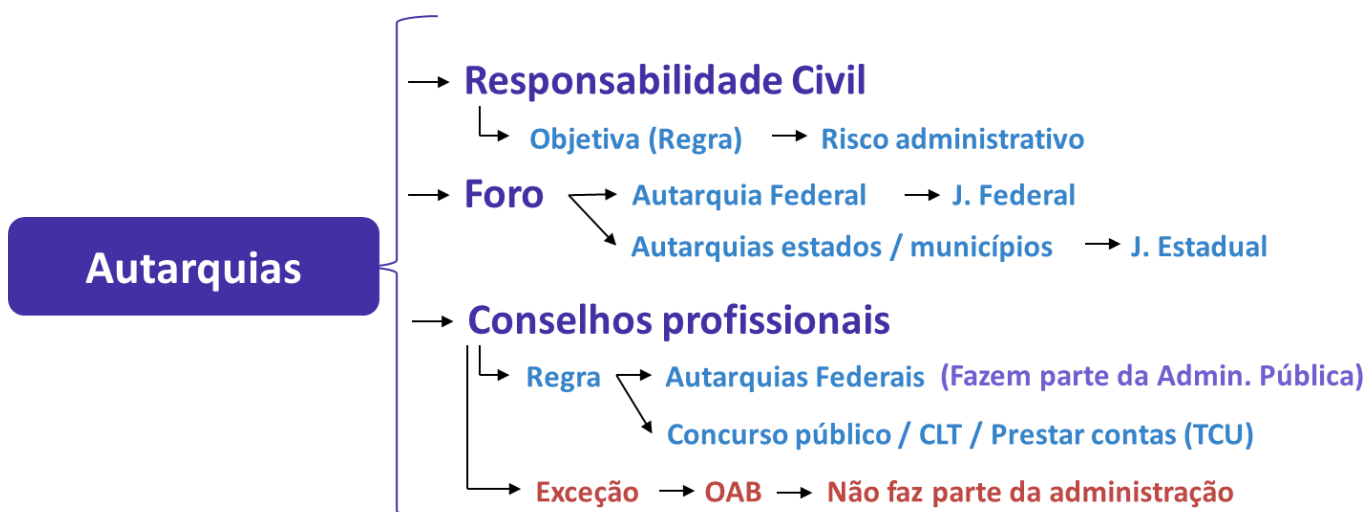 Responsabilidade Civil
Objetiva (Regra) Risco administrativo
Foro Autarquia Federal J. Federal
Autarquias estados / municípios J. Estadual
Autarquias
Conselhos profissionais
Regra Autarquias Federais (Fazem parte da Admin. Pública)
Concurso público / CLT / Prestar contas (TCU)
Exceção OAB Não faz parte da administração